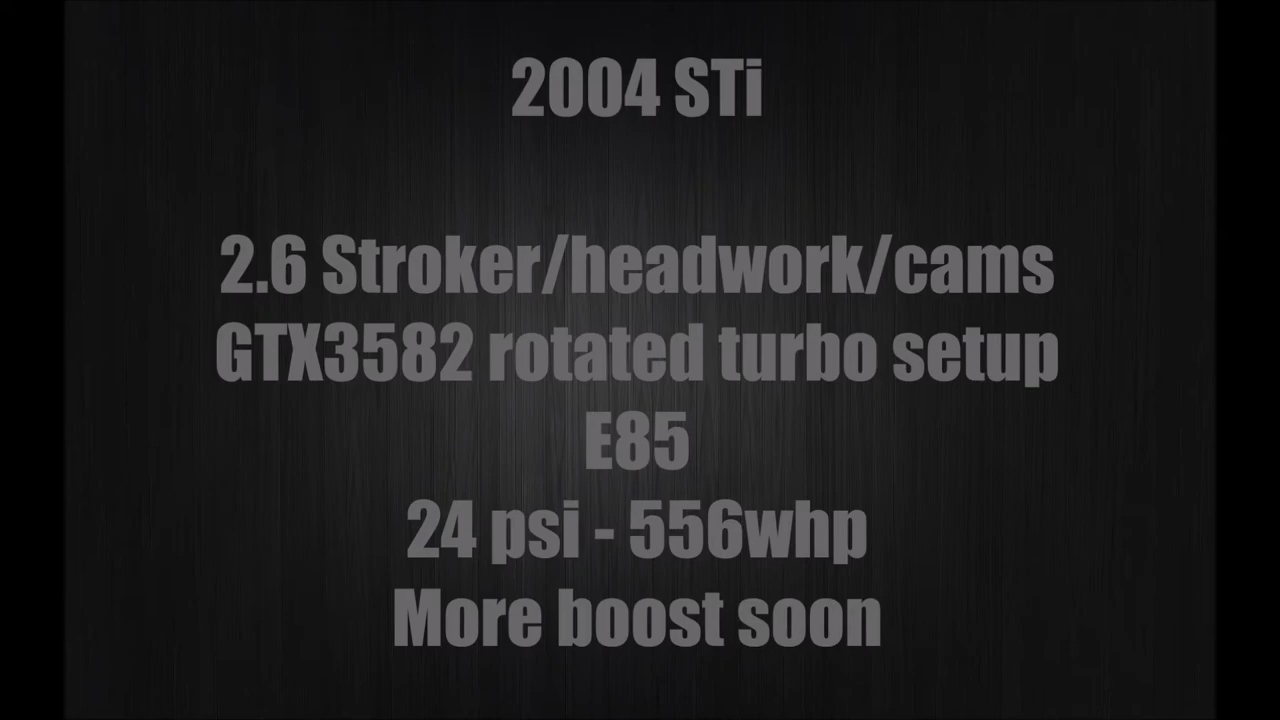 2004 STi
2.6 Stroker/headwork/cams
GTX3582 rotated turbo setup
E85
24 psi - 556whp
More boost soon